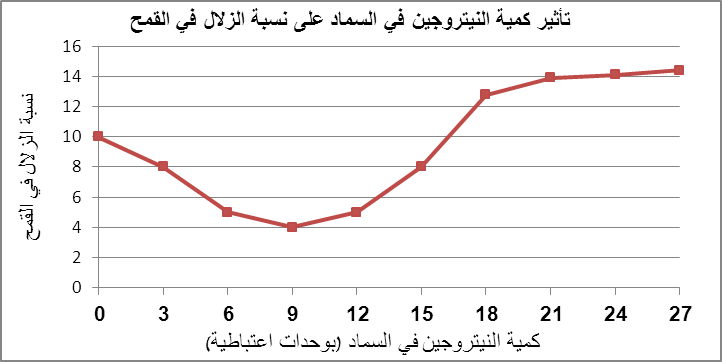 تأثير كمية النيتروجين في السماد على نسبة الزلال في القمح
نسبة الزلال في القمح
16
14
12
10
8
6
4
2
0
0 3 6 9 12 15 18 21 24 27
كمية النيتروجين في السماد (بوحدات اعتباطية)